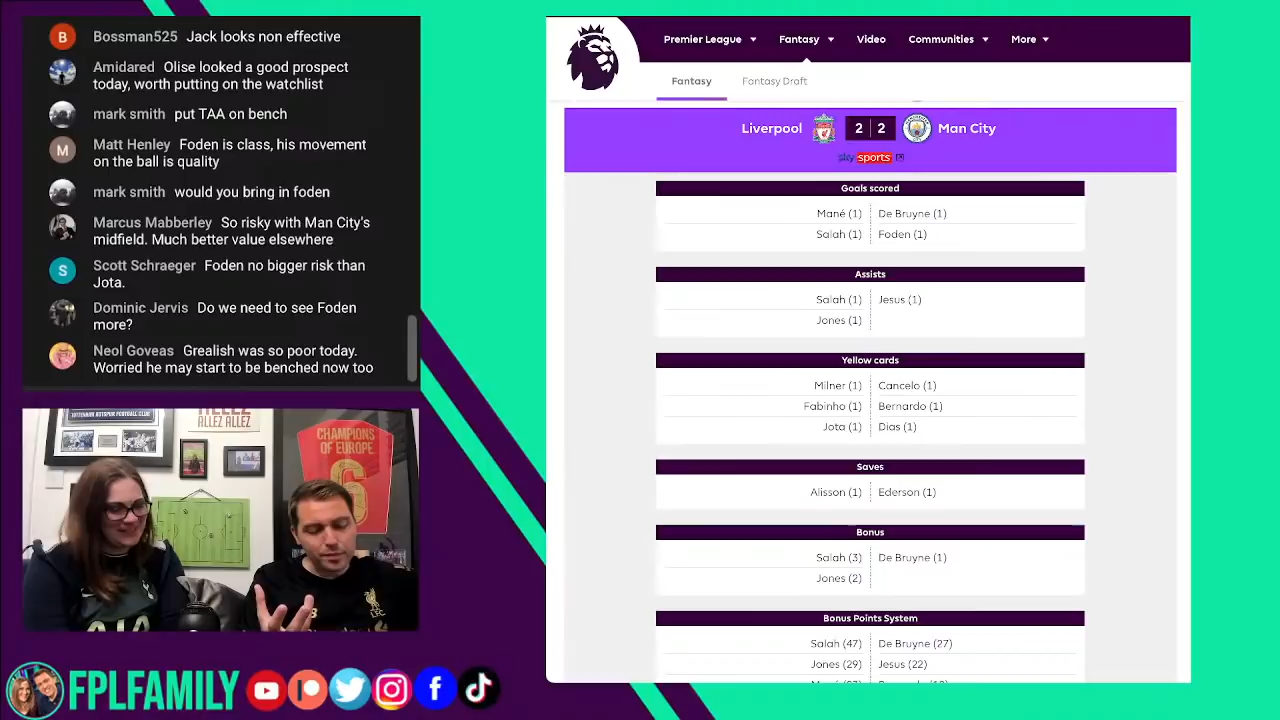 B
Bossman525 Jack looks non effective
Amidared Olise looked a good prospect
today, worth putting on the watchlist
mark smith put TAA on bench
M
Matt Henley Foden is class, his movement
on the ball is quality
mark smith would you bring in foden
Marcus Mabberley So risky with Man City's
midfield. Much better value elsewhere
S
Scott Schraeger Foden no bigger risk than
Jota.
Dominic Jervis Do we need to see Foden
more?
Neol Goveas Grealish was so poor today.
Worried he may start to be benched now too
TOTTENHAM HOTSPUR FOOTBALL CLUB
ALLEZ
ALLEZ ALLEZ
CHAMPIONS
OF EUROPE
6
FPLFAMILY
Premier League
Fantasy
Video
Communities
More
Fantasy
Fantasy Draft
Liverpool 2 2 Man City
sky sports
Goals scored
Mané (1) De Bruyne (1)
Salah (1) Foden (1)
Assists
Salah (1) Jesus (1)
Jones (1)
Yellow cards
Milner (1) Cancelo (1)
Fabinho (1) Bernardo (1)
Jota (1) Dias (1)
Saves
Alisson (1) Ederson (1)
Bonus
Salah (3) De Bruyne (1)
Jones (2)
Bonus Points System
Salah (47) De Bruyne (27)
Jones (29) Jesus (22)